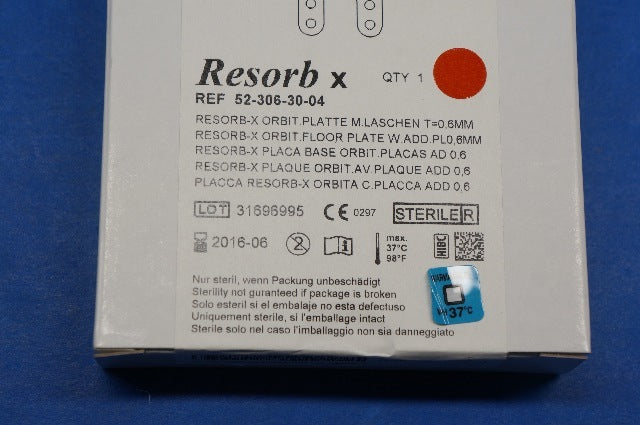 Resorb x
QTY 1
REF 52-306-30-04
RESORB-X ORBIT.PLATTE M.LASCHEN T=0,6MM
RESORB-X ORBIT.FLOOR PLATE W.ADD.PL0,6MM
RESORB-X PLACA BASE ORBIT.PLACAS AD 0,6
RESORB-X PLAQUE ORBIT.AV.PLAQUE ADD 0,6
PLACCA RESORB-X ORBITA C.PLACCA ADD 0,6
LOT 31696995 CE 0297 STERILE R
2016-06 2 i max. 37°C 98°F HIBC
Nur steril, wenn Packung unbeschädigt
Sterility not guranteed if package is broken
Solo esteril si el embalaje no esta defectuso
Uniquement sterile, si l'emballage intact
Sterile solo nel caso l'imballaggio non sia danneggiato
37°C